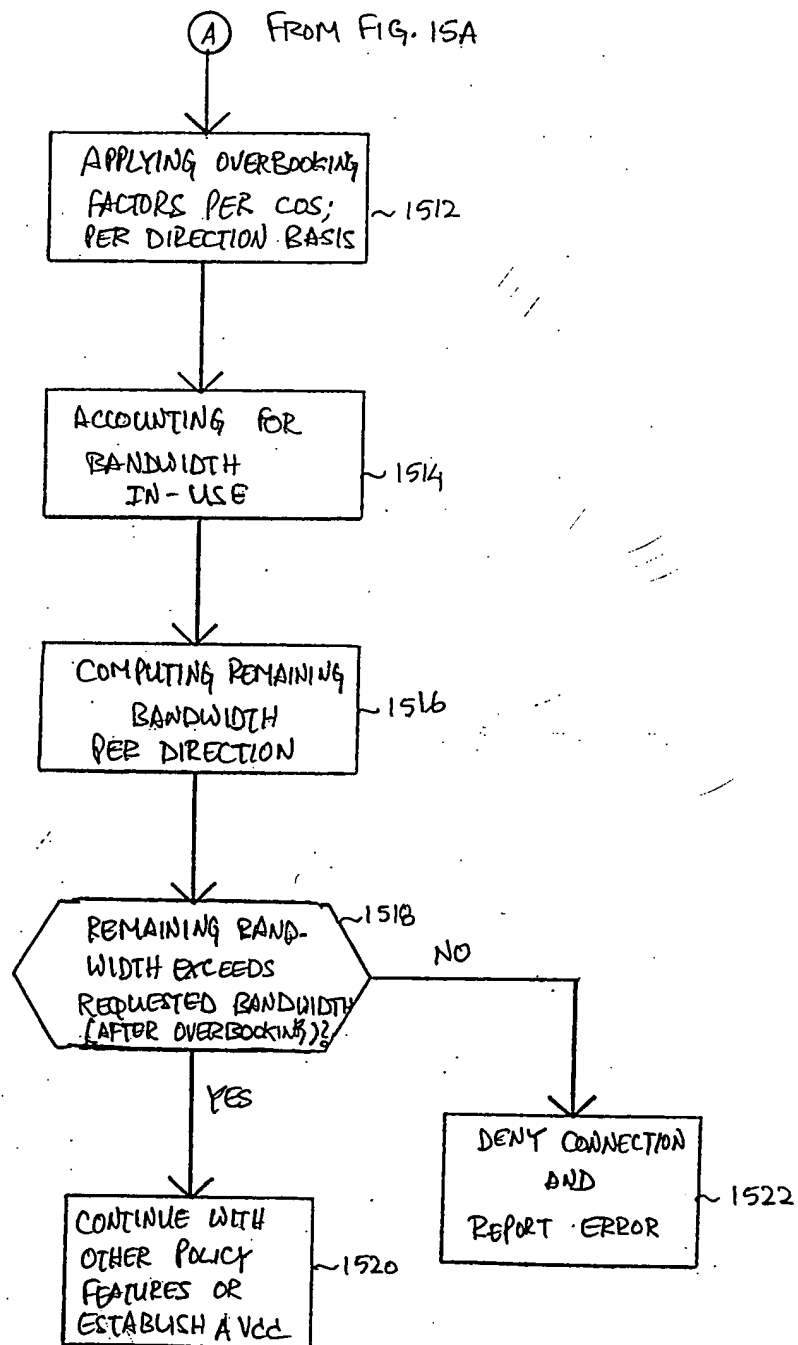 A FROM FIG. 15A
APPLYING OVERBOOKING
FACTORS PER COS;
PER DIRECTION BASIS
1512
ACCOUNTING FOR
BANDWIDTH
IN-USE
1514
COMPUTING REMAINING
BANDWIDTH
PER DIRECTION
1516
REMAINING BAND-
WIDTH EXCEEDS
REQUESTED BANDWIDTH
(AFTER OVERBOOKING)?
1518
NO
YES
DENY CONNECTION
AND
REPORT ERROR
1522
CONTINUE WITH
OTHER POLICY
FEATURES OR
ESTABLISH A VCC
1520